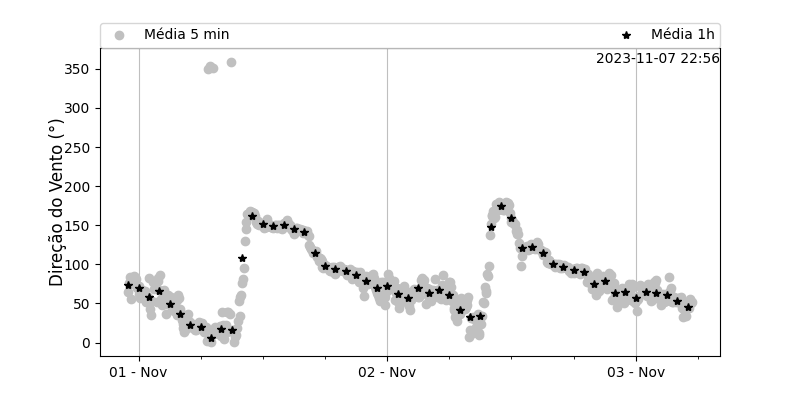 Média 5 min
Média 1h
2023-11-07 22:56
Direção do Vento (°)
350
300
250
200
150
100
50
0
01 - Nov
02 - Nov
03 - Nov